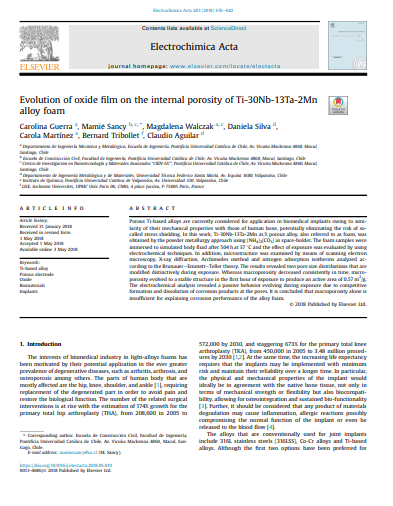 Electrochimica Acta 283 (2018) 676-682
Contents lists available at ScienceDirect
Electrochimica Acta
journal homepage: www.elsevier.com/locate/electacta
ELSEVIER
Evolution of oxide film on the internal porosity of Ti-30Nb-13Ta-2Mn
alloy foam
Carolina Guerra a, Mamié Sancy b, c, *, Magdalena Walczak a, c, Daniela Silva d,
Carola Martínez e, Bernard Tribollet f, Claudio Aguilar d
a Departamento de Ingeniería Mecánica y Metalúrgica, Escuela de Ingeniería, Pontificia Universidad Católica de Chile, Av. Vicuña Mackenna 4860, Macul,
Santiago, Chile
b Escuela de Construcción Civil, Facultad de Ingeniería, Pontificia Universidad Católica de Chile, Av. Vicuña Mackenna 4860, Macul, Santiago, Chile
c Centro de Investigación en Nanotecnología y Materiales Avanzados "CIEN-UC", Pontificia Universidad Católica de Chile, Av. Vicuña Mackenna 4860, Macul,
Santiago, Chile
d Departamento de Ingeniería Metalúrgica y de Materiales, Universidad Técnica Federico Santa María, Av. España 1680, Valparaíso, Chile
e Instituto de Química, Pontificia Universidad Católica de Valparaíso, Av. Universidad 330, Valparaíso, Chile
f LISE, Sorbonne Universités, UPMC Univ Paris 06, CNRS, 4 place Jussieu, F-75005 Paris, France
ARTICLE INFO
Article history:
Received 31 January 2018
Received in revised form
1 May 2018
Accepted 3 May 2018
Available online 3 May 2018
Keywords:
Ti-based alloy
Porous electrode
Oxide
Biomaterials
Implants
ABSTRACT
Porous Ti-based alloys are currently considered for application in biomedical implants owing to simi-
larity of their mechanical properties with those of human bone, potentially eliminating the risk of so-
called stress shielding. In this work, Ti-30Nb-13Ta-2Mn at.% porous alloy, also referred to as foam, was
obtained by the powder metallurgy approach using (NH4)2(CO3) as space-holder. The foam samples were
immersed to simulated body fluid after 504 h at 37 °C and the effect of exposure was evaluated by using
electrochemical techniques. In addition, microstructure was examined by means of scanning electron
microscopy, X-ray diffraction, Archimedes method and nitrogen adsorption isotherms analyzed ac-
cording to the Brunauer–Emmett–Teller theory. The results revealed two pore size distributions that are
modified distinctively during exposure. Whereas macroporosity decreased consistently in time, micro-
porosity evolved to a stable structure in the first hour of exposure to produce an active area of 0.57 m2/g.
The electrochemical analysis revealed a passive behavior evolving during exposure due to competitive
formation and dissolution of corrosion products at the pores. It is concluded that macropore alone is
insufficient for explaining corrosion performance of the alloy foam.
© 2018 Published by Elsevier Ltd.
1. Introduction
The interests of biomedical industry in light-alloys foams has
been motivated by their potential application in the ever greater
prevalence of degenerative diseases, such as arthritis, arthrosis, and
osteoporosis among others. The parts of human body that are
mostly affected are the hip, knee, shoulder, and ankle [1], requiring
replacement of the degenerated part in order to avoid pain and
restore the biological function. The number of the related surgical
interventions is at rise with the estimation of 174% growth for the
primary total hip arthroplasty (THA), from 208,600 in 2005 to
* Corresponding author. Escuela de Construcción Civil, Facultad de Ingeniería,
Pontificia Universidad Católica de Chile, Av. Vicuña Mackenna 4860, Macul, San-
tiago, Chile.
E-mail address: mamiesancy@uc.cl (M. Sancy).
572,000 by 2030, and staggering 673% for the primary total knee
arthroplasty (TKA), from 450,000 in 2005 to 3.48 million proced-
ures by 2030 [1,2]. At the same time, the increasing life expectancy
requires that the implants may be implemented with minimum
risk and maintain their reliability over a longer time. In particular,
the physical and mechanical properties of the implant would
ideally be in agreement with the native bone tissue, not only in
terms of mechanical strength or flexibility but also biocompati-
bility, allowing for osteointegration and sustained bio-functionality
[3]. Further, it should be considered that any product of materials
degradation may cause inflammation, allergic reactions possibly
compromising the normal function of the implant or even be
released to the blood flow [4].
The alloys that are conventionally used for joint implants
include 316L stainless steels (316LSS), Co-Cr alloys and Ti-based
alloys. Although the first two options have been preferred for
0013-4686/© 2018 Published by Elsevier Ltd.